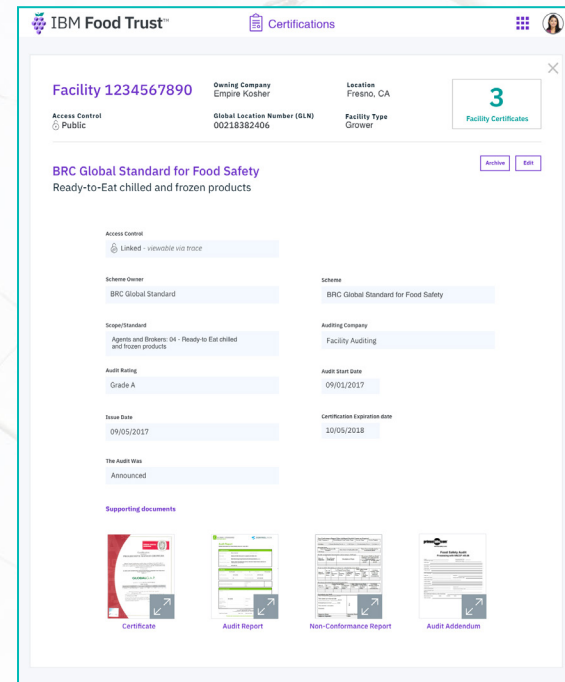 IBM Food Trust™
Certifications
Facility 1234567890
Owning Company
Empire Kosher
Location
Fresno, CA
3
Facility Certificates
Access Control
Public
Global Location Number (GLN)
00218382406
Facility Type
Grower
BRC Global Standard for Food Safety
Archive
Edit
Ready-to-Eat chilled and frozen products
Access Control
Linked - viewable via trace
Scheme Owner
BRC Global Standard
Scheme
BRC Global Standard for Food Safety
Scope/Standard
Agents and Brokers: 04 - Ready-to Eat chilled
and frozen products
Auditing Company
Facility Auditing
Audit Rating
Grade A
Audit Start Date
09/01/2017
Issue Date
09/05/2017
Certification Expiration date
10/05/2018
The Audit Was
Announced
Supporting documents
Food Safety Audit
Certificate
Audit Report
Non-Conformance Report
Audit Addendum